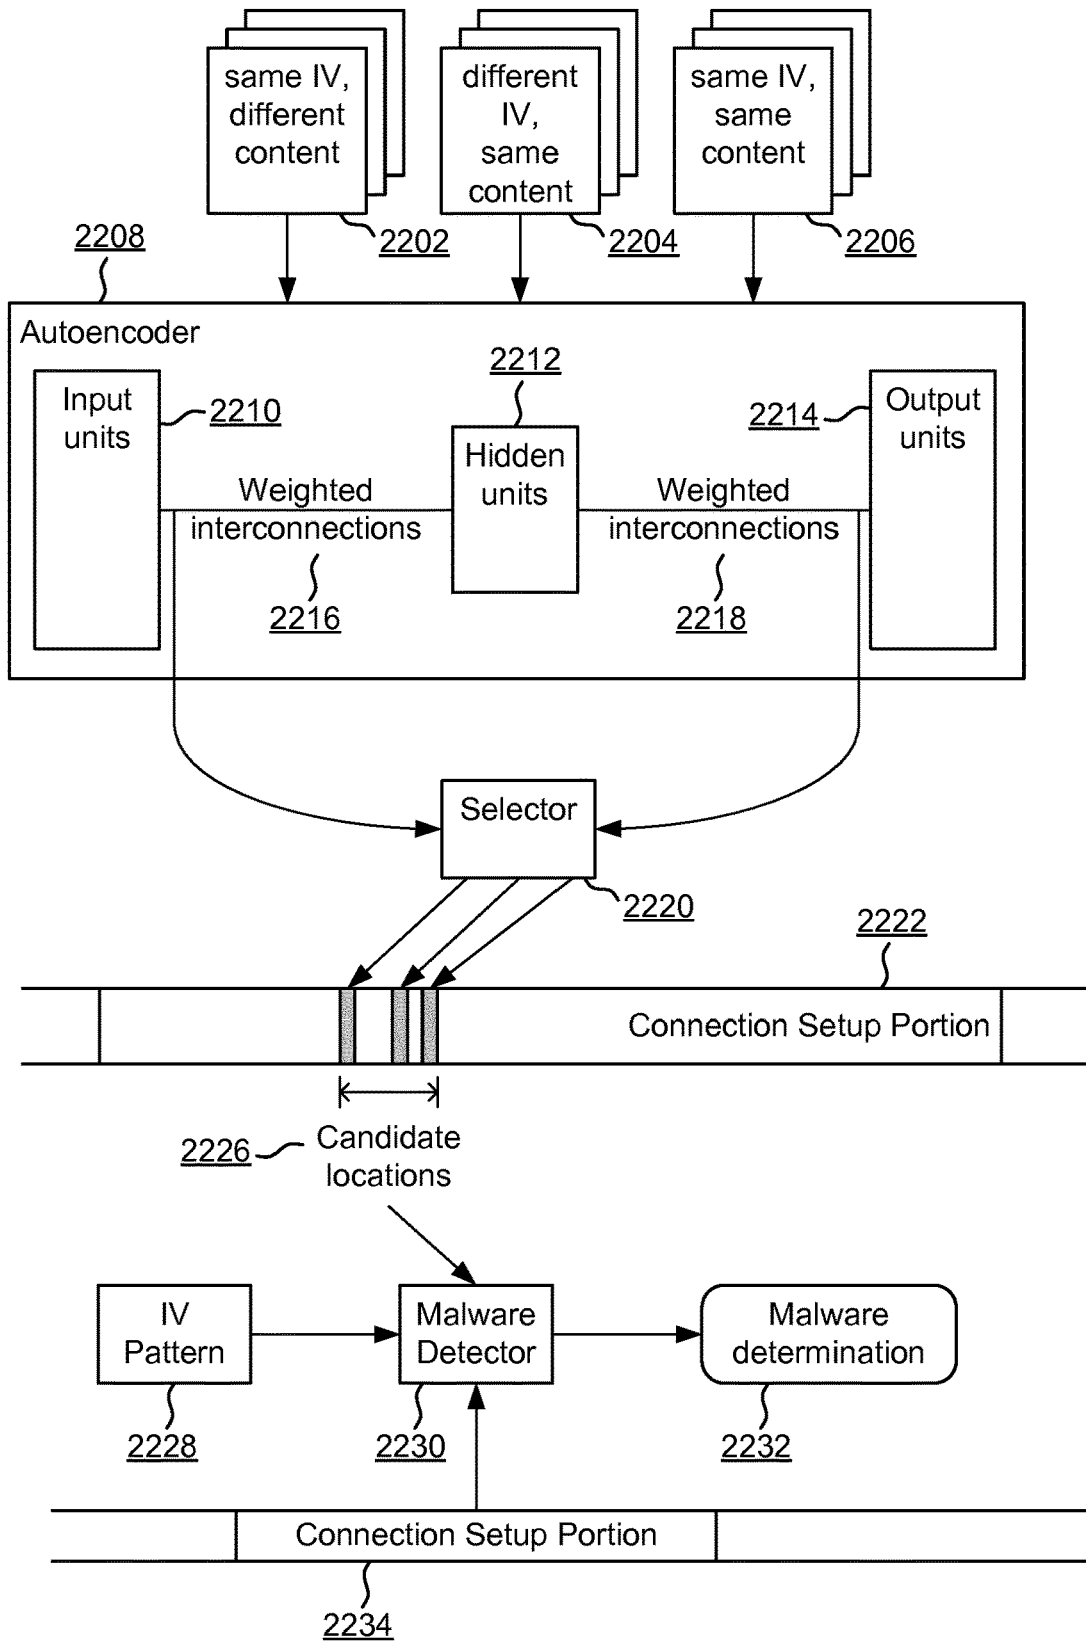 same IV,
different
content
different
IV,
same
content
same IV,
same
content
2202
2204
2206
2208
Autoencoder
Input
units
2210
2212
Hidden
units
2214
Output
units
Weighted
interconnections
2216
Weighted
interconnections
2218
Selector
2220
2222
Connection Setup Portion
2226
Candidate
locations
IV
Pattern
2228
Malware
Detector
2230
Malware
determination
2232
Connection Setup Portion
2234